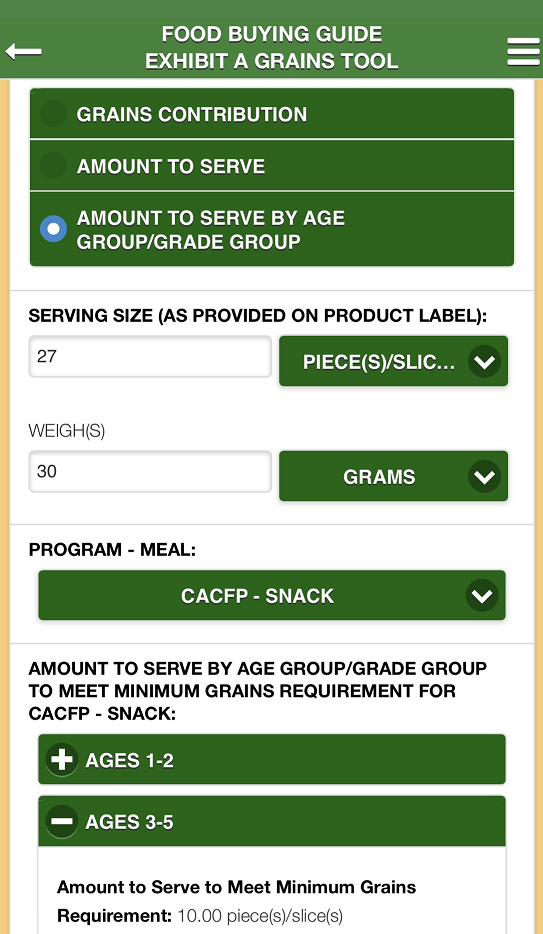 FOOD BUYING GUIDE
EXHIBIT A GRAINS TOOL
GRAINS CONTRIBUTION
AMOUNT TO SERVE
AMOUNT TO SERVE BY AGE
GROUP/GRADE GROUP
SERVING SIZE (AS PROVIDED ON PRODUCT LABEL):
27
PIECE(S)/SLIC...
WEIGH(S)
30
GRAMS
PROGRAM - MEAL:
CACFP - SNACK
AMOUNT TO SERVE BY AGE GROUP/GRADE GROUP
TO MEET MINIMUM GRAINS REQUIREMENT FOR
CACFP - SNACK:
AGES 1-2
AGES 3-5
Amount to Serve to Meet Minimum Grains
Requirement: 10.00 piece(s)/slice(s)